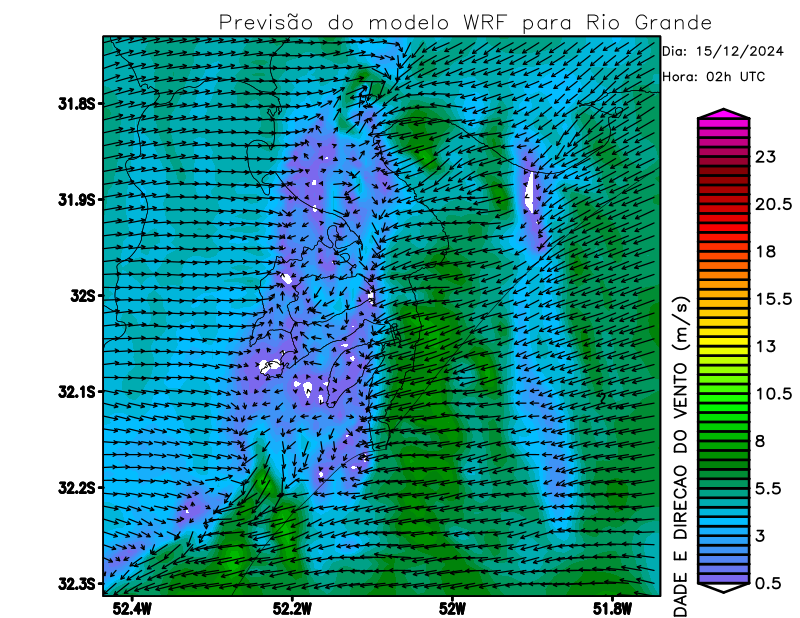 Previsão do modelo WRF para Rio Grande
Dia: 15/12/2024
Hora: 02h UTC
31.8S
31.9S
32S
32.1S
32.2S
32.3S
52.4W
52.2W
52W
51.8W
23
20.5
18
15.5
13
10.5
8
5.5
3
0.5
DADE E DIRECAO DO VENTO (m/s)